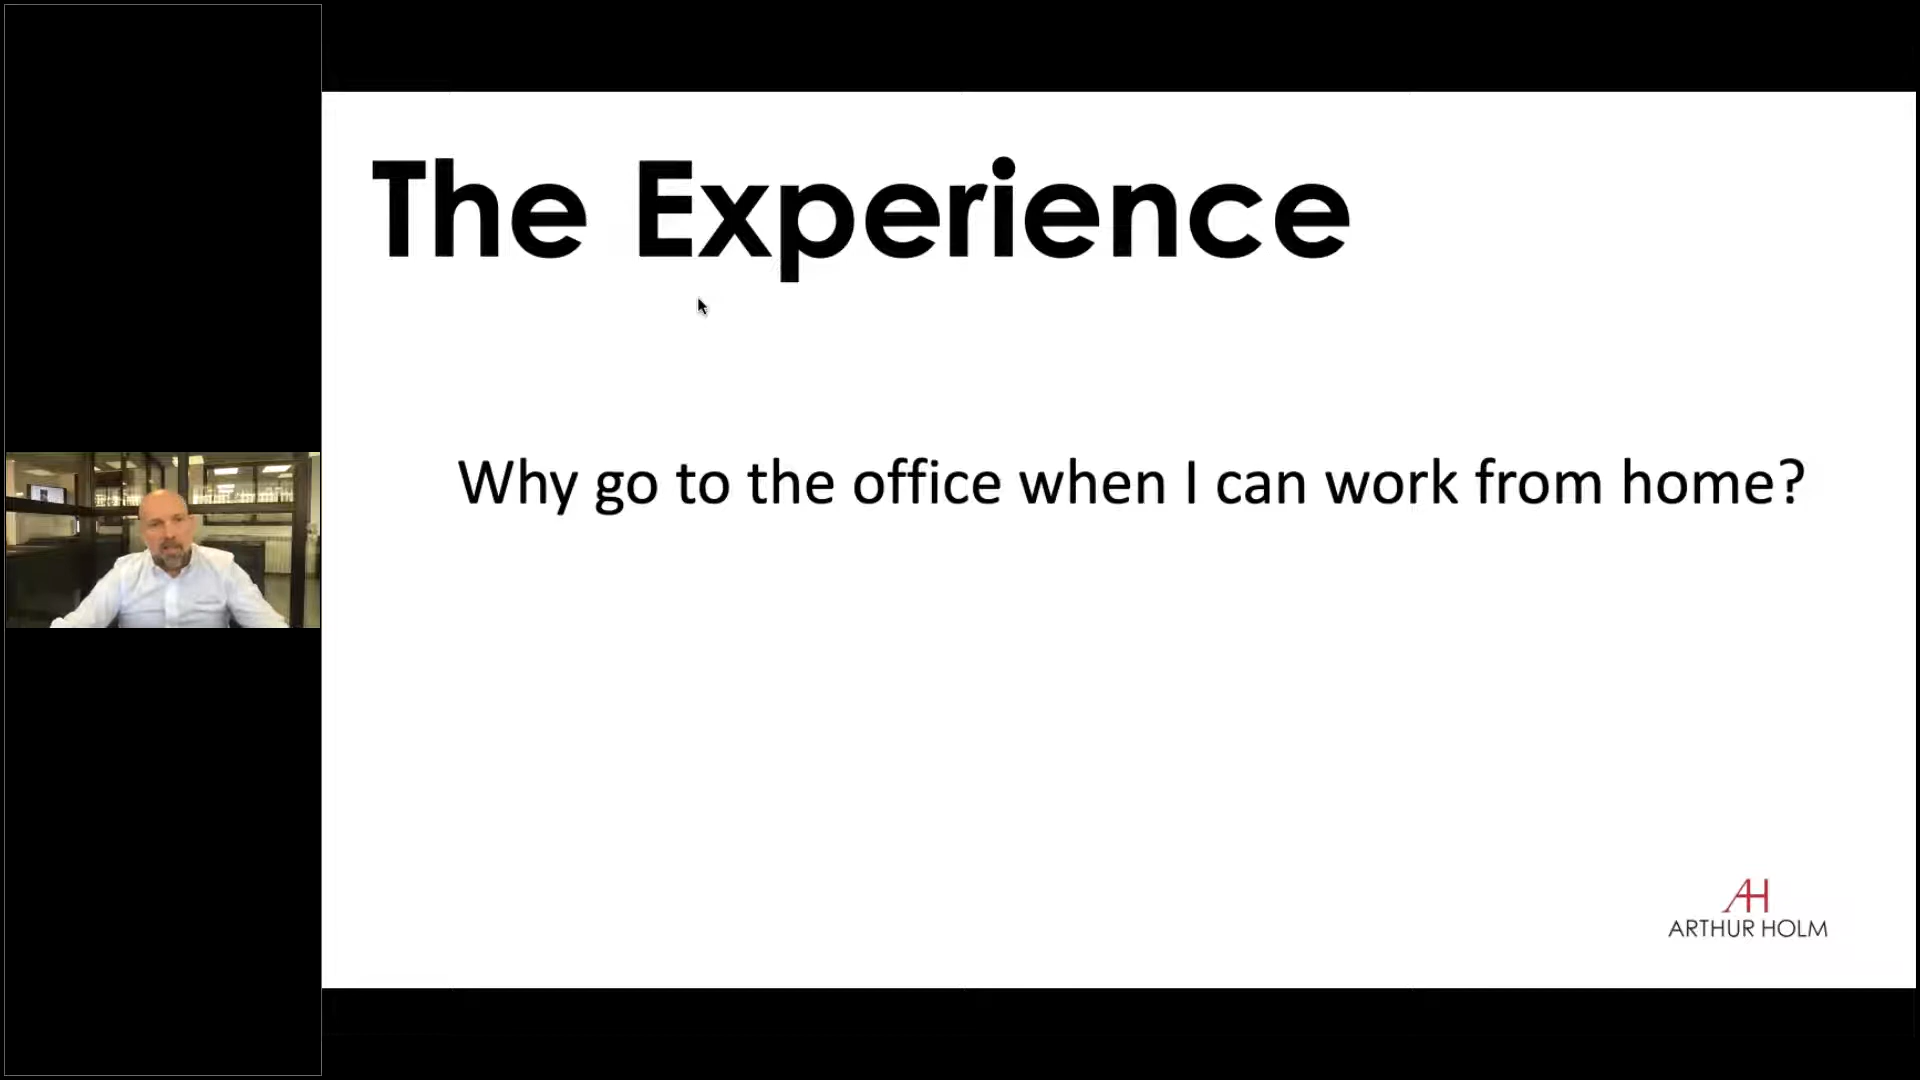 The Experience
Why go to the office when I can work from home?
AH
ARTHUR HOLM